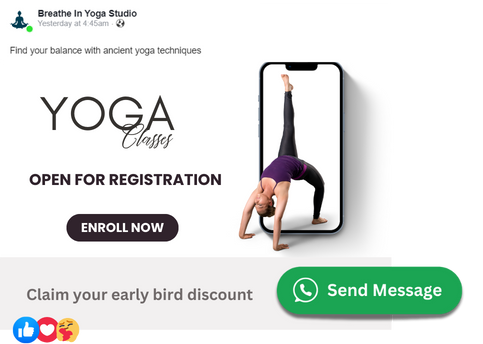 Breathe In Yoga Studio
Yesterday at 4:45am ·
Find your balance with ancient yoga techniques
YOGA
Classes
OPEN FOR REGISTRATION
ENROLL NOW
Claim your early bird discount
Send Message